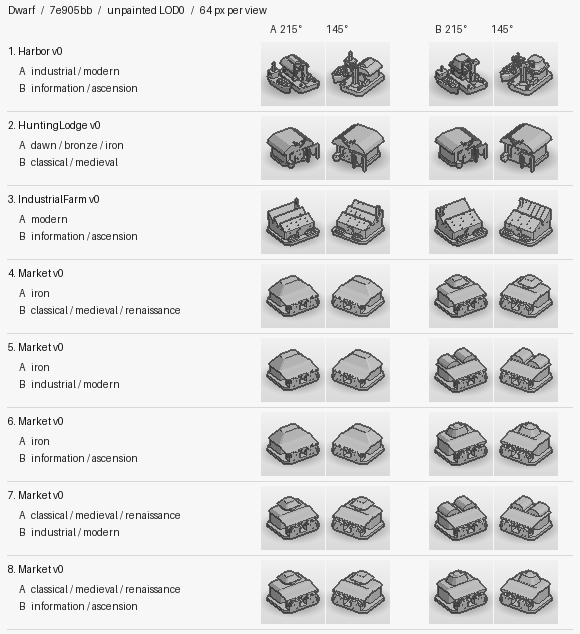 Dwarf / 7e905bb / unpainted LOD0 / 64 px per view
A 215° 145° B 215° 145°
1. Harbor v0
A industrial / modern
B information / ascension
2. HuntingLodge v0
A dawn / bronze / iron
B classical / medieval
3. IndustrialFarm v0
A modern
B information / ascension
4. Market v0
A iron
B classical / medieval / renaissance
5. Market v0
A iron
B industrial / modern
6. Market v0
A iron
B information / ascension
7. Market v0
A classical / medieval / renaissance
B industrial / modern
8. Market v0
A classical / medieval / renaissance
B information / ascension